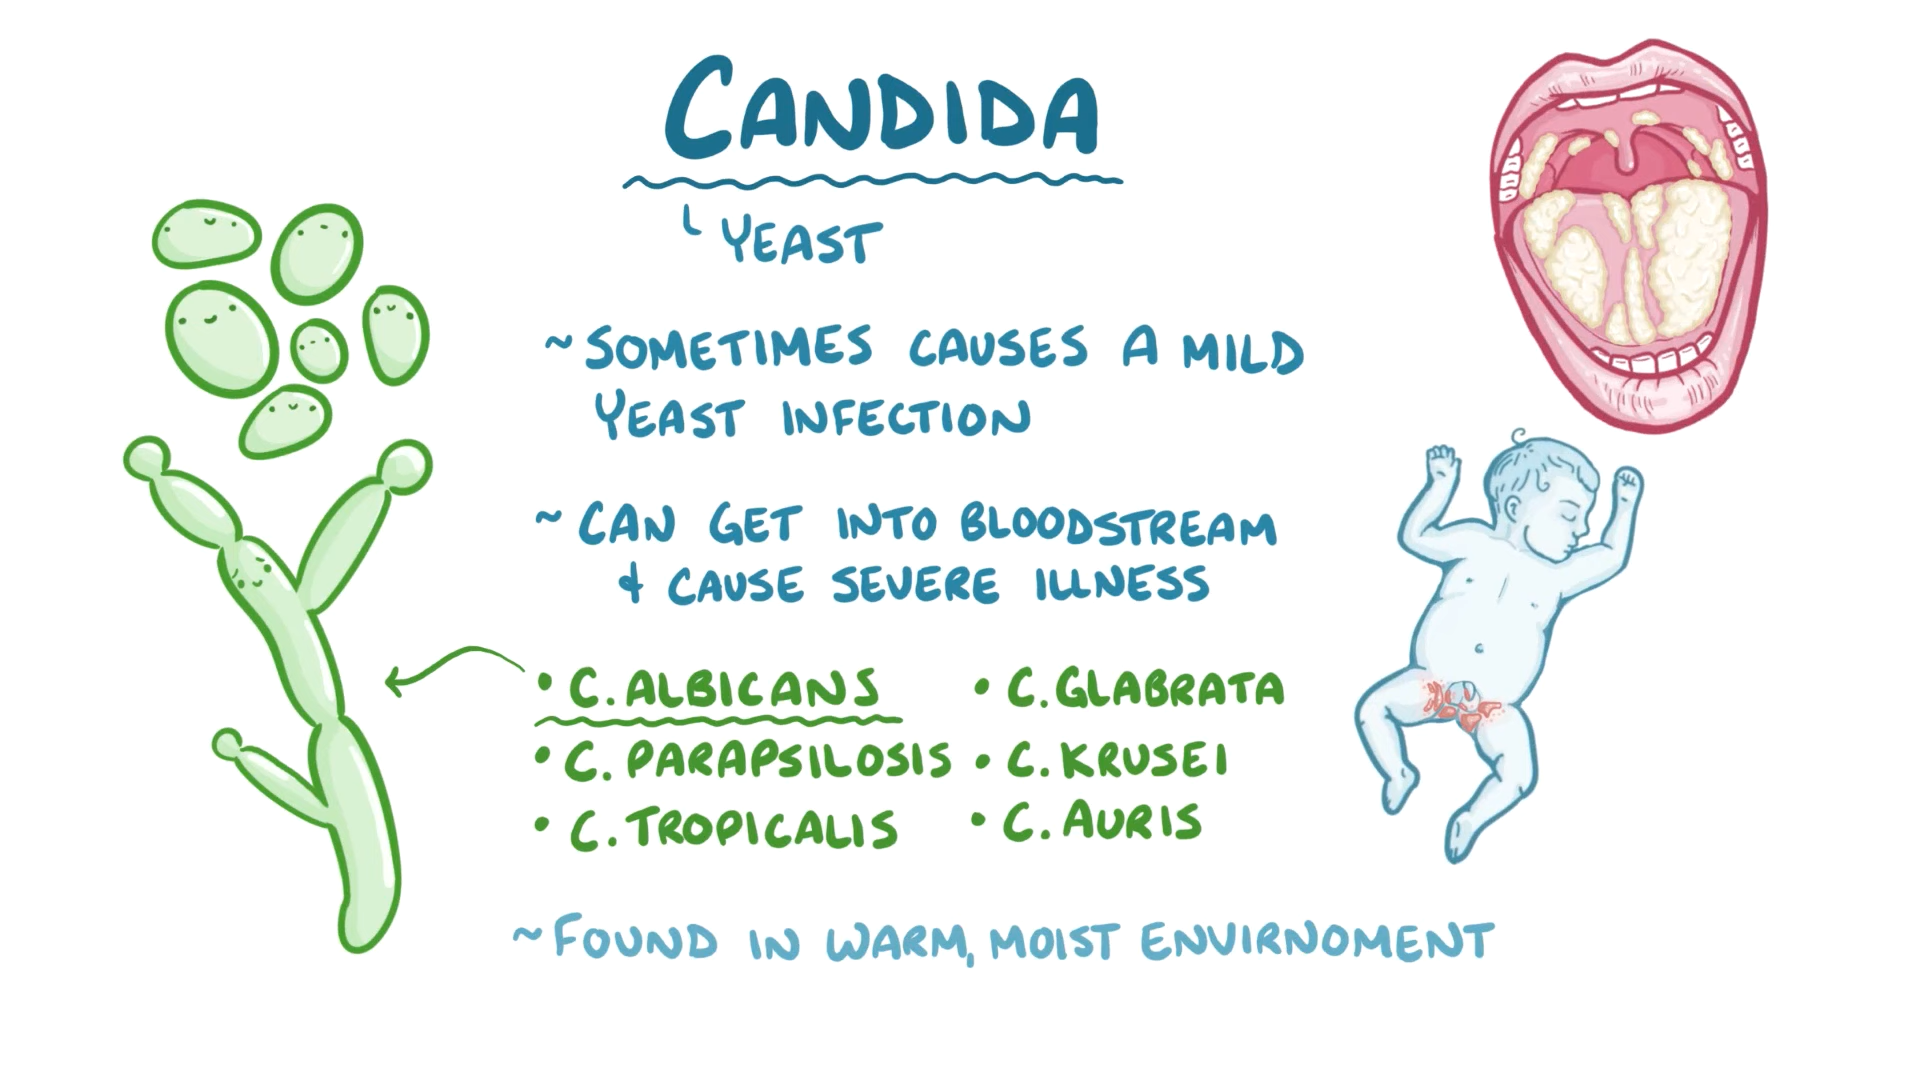 CANDIDA
YEAST
~ SOMETIMES CAUSES A MILD
YEAST INFECTION
~ CAN GET INTO BLOODSTREAM
& CAUSE SEVERE ILLNESS
• C. ALBICANS • C. GLABRATA
• C. PARAPSILOSIS • C. KRUSEI
• C. TROPICALIS • C. AURIS
~ FOUND IN WARM, MOIST ENVIRNOMENT